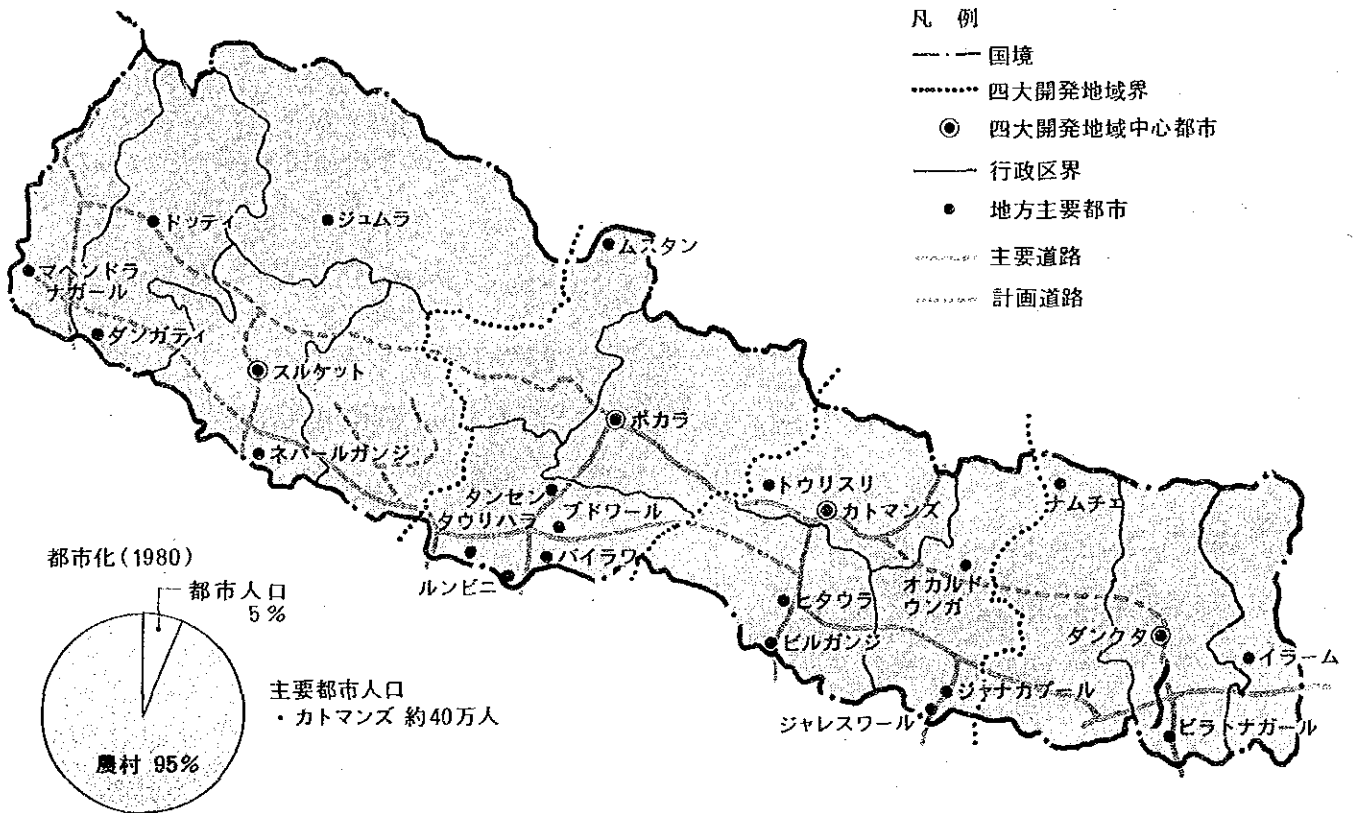 凡 例
国境
四大開発地域界
四大開発地域中心都市
行政区界
地方主要都市
主要道路
計画道路
ドッティ
ジュムラ
ムスタン
マヘンドラ
ナガール
ダンガティ
スルケット
ポカラ
ネパールガンジ
タンセン
タウリハラ
ブドワール
バイラワ
ルンビニ
トウリスリ
カトマンズ
ナムチェ
オカルド
ウンガ
ヒタウラ
ビルガンジ
ダンクタ
イラーム
ジャナカプール
ジャレスワール
ビラトナガール
都市化(1980)
都市人口
5%
農村 95%
主要都市人口
・カトマンズ 約40万人